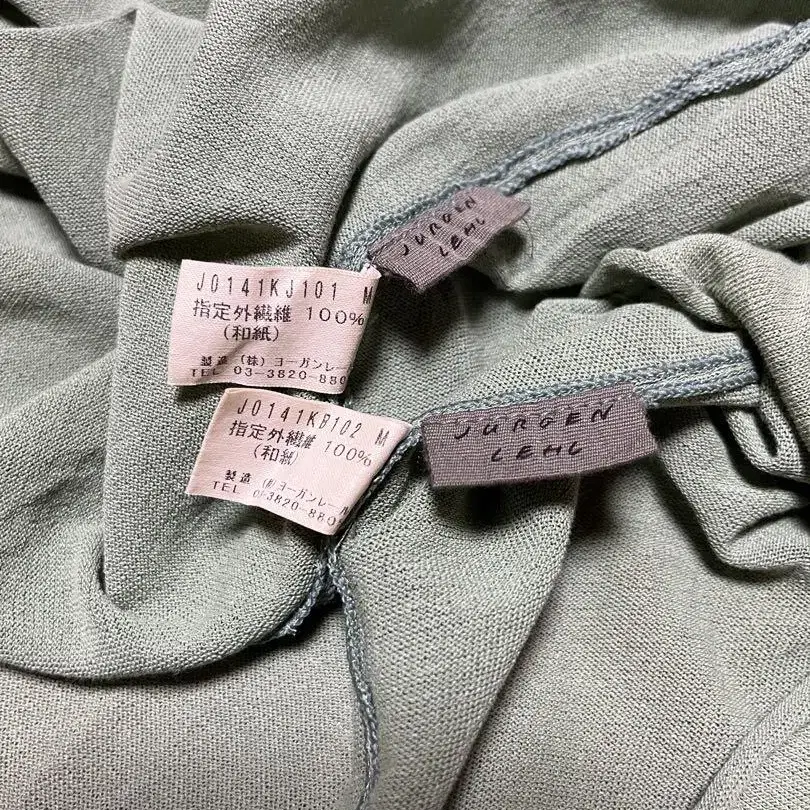 JURGEN
LEHL
J0141KJ101 M
指定外繊維 100%
(和紙)
製造 (株) ヨーガンレール
TEL 03-3820-880
JURGEN
LEHL
J0141KB102 M
指定外繊維 100%
(和紙)
製造 (株)ヨーガンレール
TEL 03-3820-880